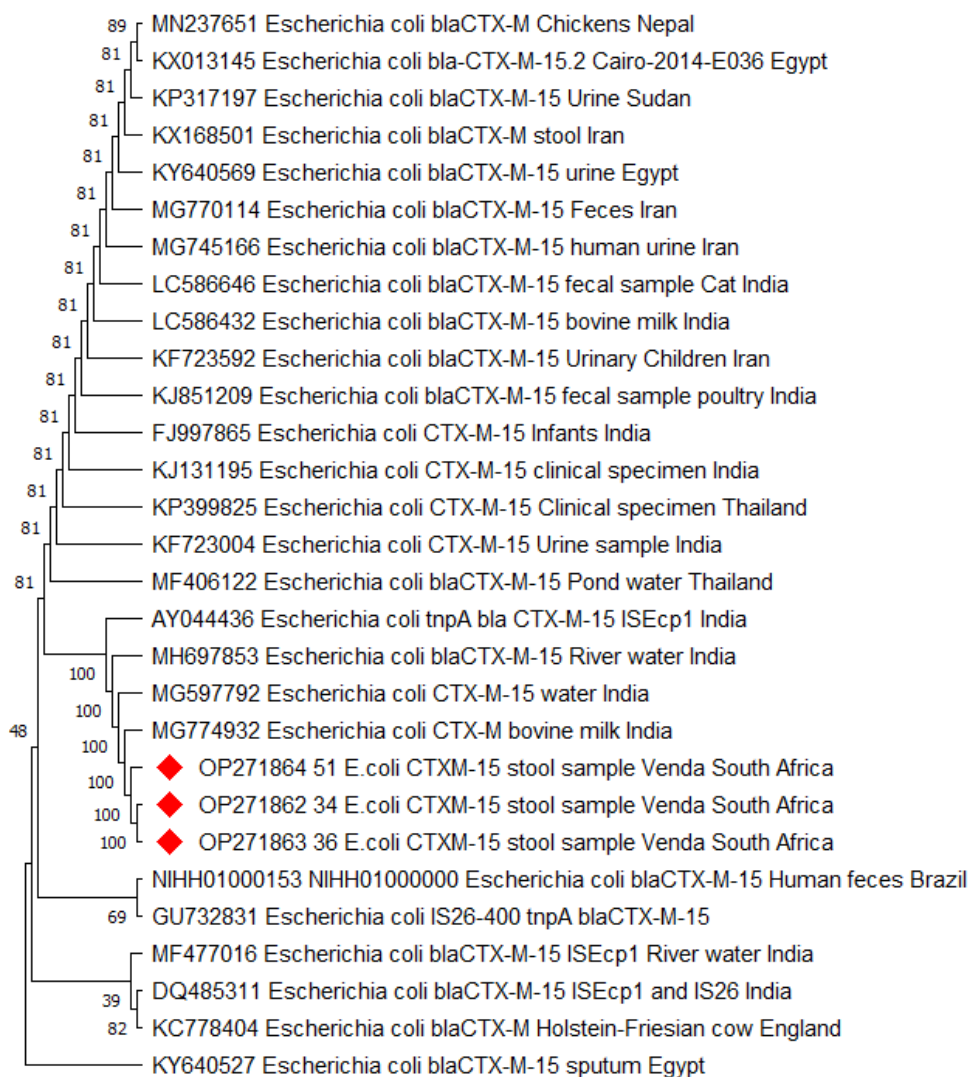 89 MN237651 Escherichia coli blaCTX-M Chickens Nepal
81 KX013145 Escherichia coli bla-CTX-M-15.2 Cairo-2014-E036 Egypt
81 KP317197 Escherichia coli blaCTX-M-15 Urine Sudan
81 KX168501 Escherichia coli blaCTX-M stool Iran
81 KY640569 Escherichia coli blaCTX-M-15 urine Egypt
81 MG770114 Escherichia coli blaCTX-M-15 Feces Iran
81 MG745166 Escherichia coli blaCTX-M-15 human urine Iran
81 LC586646 Escherichia coli blaCTX-M-15 fecal sample Cat India
81 LC586432 Escherichia coli blaCTX-M-15 bovine milk India
81 KF723592 Escherichia coli blaCTX-M-15 Urinary Children Iran
81 KJ851209 Escherichia coli blaCTX-M-15 fecal sample poultry India
81 FJ997865 Escherichia coli CTX-M-15 Infants India
81 KJ131195 Escherichia coli CTX-M-15 clinical specimen India
81 KP399825 Escherichia coli CTX-M-15 Clinical specimen Thailand
81 KF723004 Escherichia coli CTX-M-15 Urine sample India
81 MF406122 Escherichia coli blaCTX-M-15 Pond water Thailand
AY044436 Escherichia coli tnpA bla CTX-M-15 ISEcp1 India
100 MH697853 Escherichia coli blaCTX-M-15 River water India
100 MG597792 Escherichia coli CTX-M-15 water India
48 MG774932 Escherichia coli CTX-M bovine milk India
100 OP271864 51 E.coli CTXM-15 stool sample Venda South Africa
100 OP271862 34 E.coli CTXM-15 stool sample Venda South Africa
100 100 OP271863 36 E.coli CTXM-15 stool sample Venda South Africa
NIHH01000153 NIHH01000000 Escherichia coli blaCTX-M-15 Human feces Brazil
69 GU732831 Escherichia coli IS26-400 tnpA blaCTX-M-15
MF477016 Escherichia coli blaCTX-M-15 ISEcp1 River water India
39 DQ485311 Escherichia coli blaCTX-M-15 ISEcp1 and IS26 India
82 KC778404 Escherichia coli blaCTX-M Holstein-Friesian cow England
KY640527 Escherichia coli blaCTX-M-15 sputum Egypt